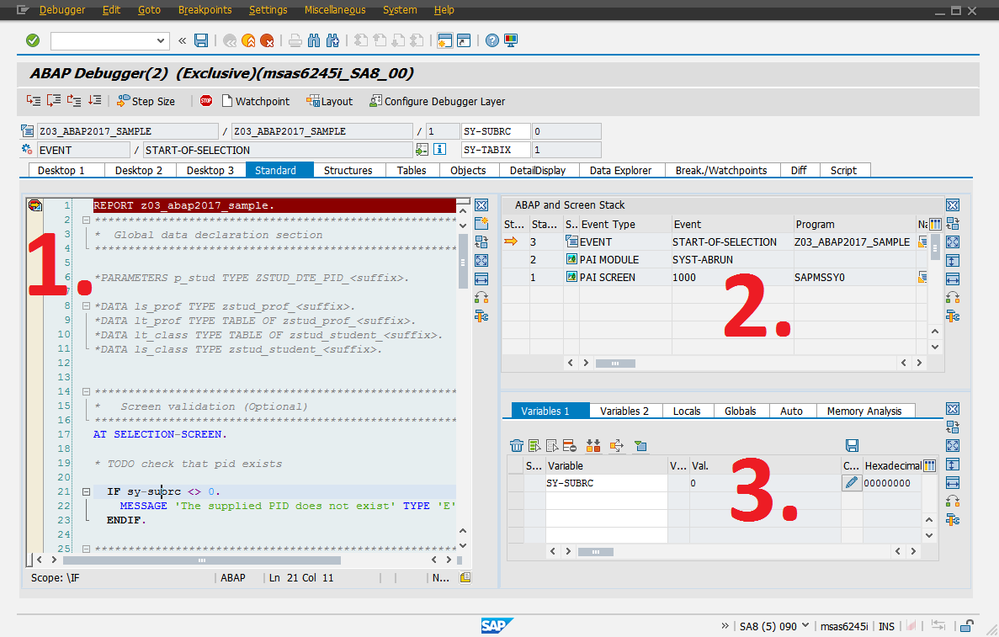 Debugger Edit Goto Breakpoints Settings Miscellaneous System Help
ABAP Debugger(2) (Exclusive)(msas6245i_SA8_00)
Step Size STOP Watchpoint Layout Configure Debugger Layer
Z03_ABAP2017_SAMPLE / Z03_ABAP2017_SAMPLE / 1 SY-SUBRC 0
EVENT / START-OF-SELECTION SY-TABIX 1
Desktop 1 Desktop 2 Desktop 3 Standard Structures Tables Objects DetailDisplay Data Explorer Break./Watchpoints Diff Script
1 REPORT z03_abap2017_sample.
2 ******************************************************
3 * Global data declaration section
4 ******************************************************
5
6 *PARAMETERS p_stud TYPE ZSTUD_DTE_PID_<suffix>.
7
8 *DATA ls_prof TYPE zstud_prof_<suffix>.
9 *DATA lt_prof TYPE TABLE OF zstud_prof_<suffix>.
10 *DATA lt_class TYPE TABLE OF zstud_student_<suffix>.
11 *DATA ls_class TYPE zstud_student_<suffix>.
12
13
14 ******************************************************
15 * Screen validation (Optional)
16 ******************************************************
17 AT SELECTION-SCREEN.
18
19 * TODO check that pid exists
20
21 IF sy-subrc <> 0.
22 MESSAGE 'The supplied PID does not exist' TYPE 'E'
23 ENDIF.
24
25 ******************************************************
1.
Scope: \IF ABAP Ln 21 Col 11 N...
ABAP and Screen Stack
St... Sta... S.. Event Type Event Program Na
3 EVENT START-OF-SELECTION Z03_ABAP2017_SAMPLE
2 PAI MODULE SYST-ABRUN
1 PAI SCREEN 1000 SAPMSSY0
2.
Variables 1 Variables 2 Locals Globals Auto Memory Analysis
S... Variable V... Val. C... Hexadecimal
SY-SUBRC 0 00000000
3.
SAP
SA8 (5) 090 msas6245i INS